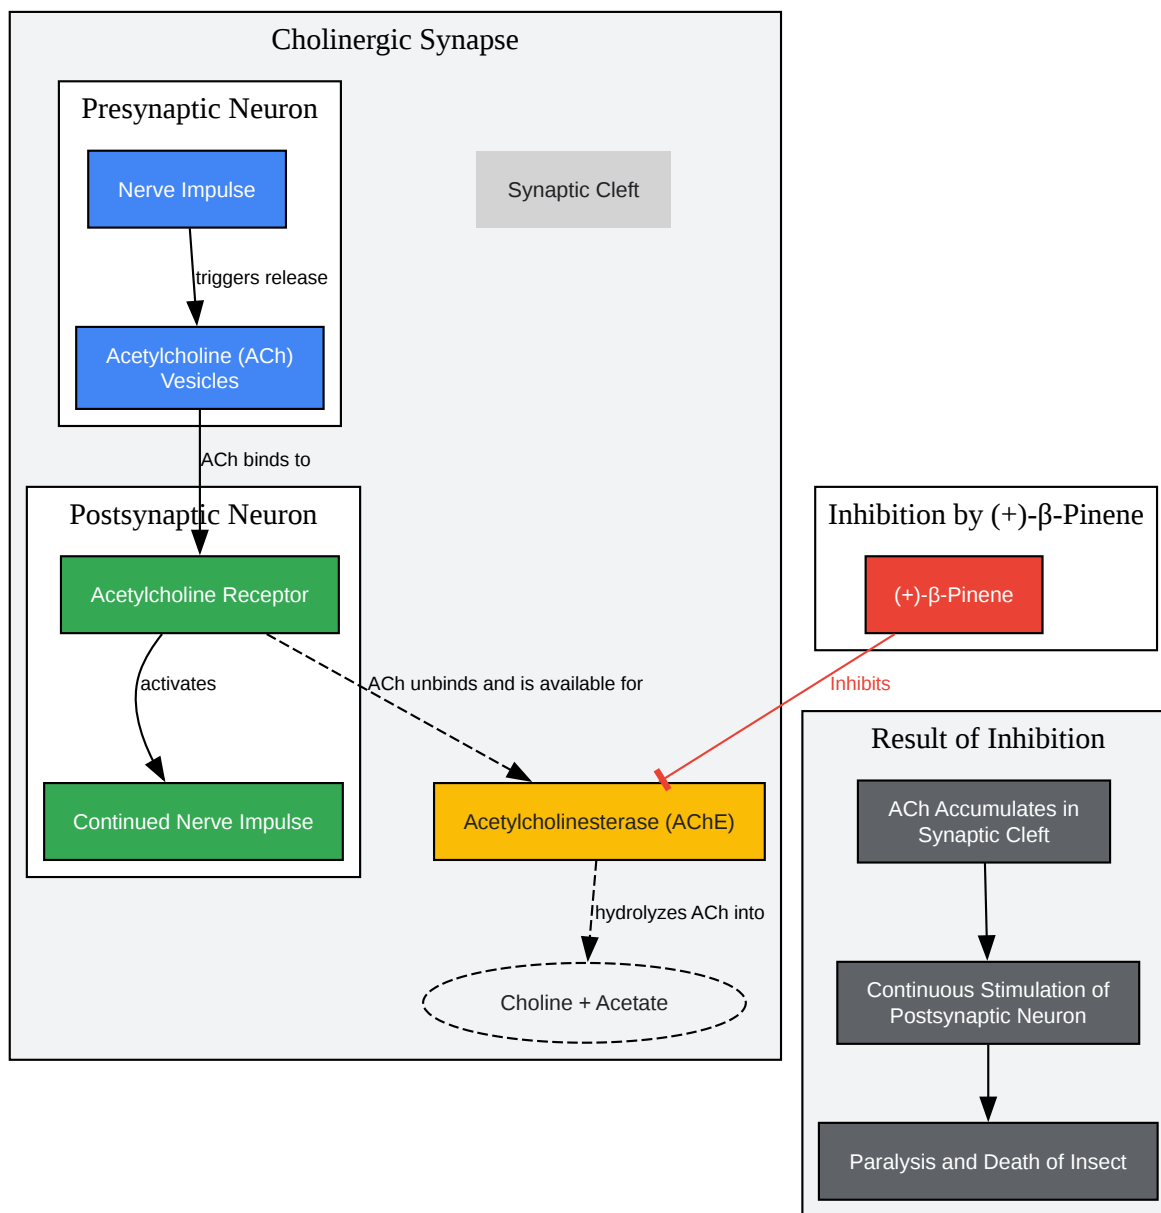 Cholinergic Synapse
Presynaptic Neuron
Nerve Impulse
Synaptic Cleft
triggers release
Acetylcholine (ACh)
Vesicles
ACh binds to
Postsynaptic Neuron
Inhibition by (+)-β-Pinene
Acetylcholine Receptor
(+)-β-Pinene
activates
ACh unbinds and is available for
Inhibits
Result of Inhibition
Continued Nerve Impulse
Acetylcholinesterase (AChE)
ACh Accumulates in
Synaptic Cleft
hydrolyzes ACh into
Choline + Acetate
Continuous Stimulation of
Postsynaptic Neuron
Paralysis and Death of Insect